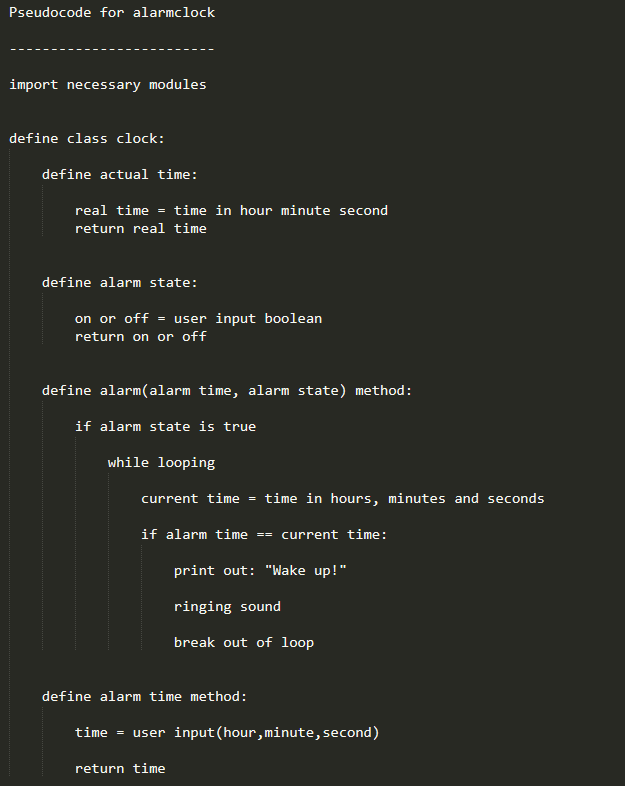 Pseudocode for alarmclock
-------------------------
import necessary modules
define class clock:
define actual time:
real time = time in hour minute second
return real time
define alarm state:
on or off = user input boolean
return on or off
define alarm(alarm time, alarm state) method:
if alarm state is true
while looping
current time = time in hours, minutes and seconds
if alarm time == current time:
print out: "Wake up!"
ringing sound
break out of loop
define alarm time method:
time = user input(hour,minute,second)
return time